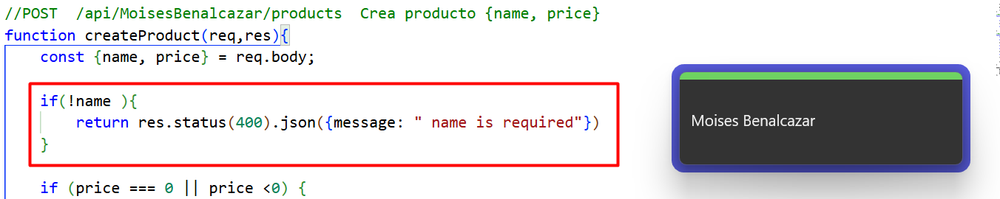 //POST  /api/MoisesBenalcazar/products  Crea producto {name, price}
function createProduct(req,res){
    const {name, price} = req.body;
    if(!name ){
        return res.status(400).json({message: " name is required"})
    }
    if (price === 0 || price <0) {
Moises Benalcazar